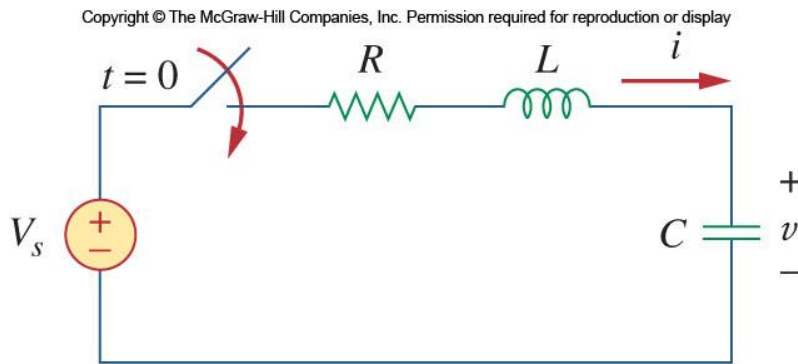 Copyright © The McGraw-Hill Companies, Inc. Permission required for reproduction or display
t = 0
R
L
i
+
−
V_s
C
+
v
−